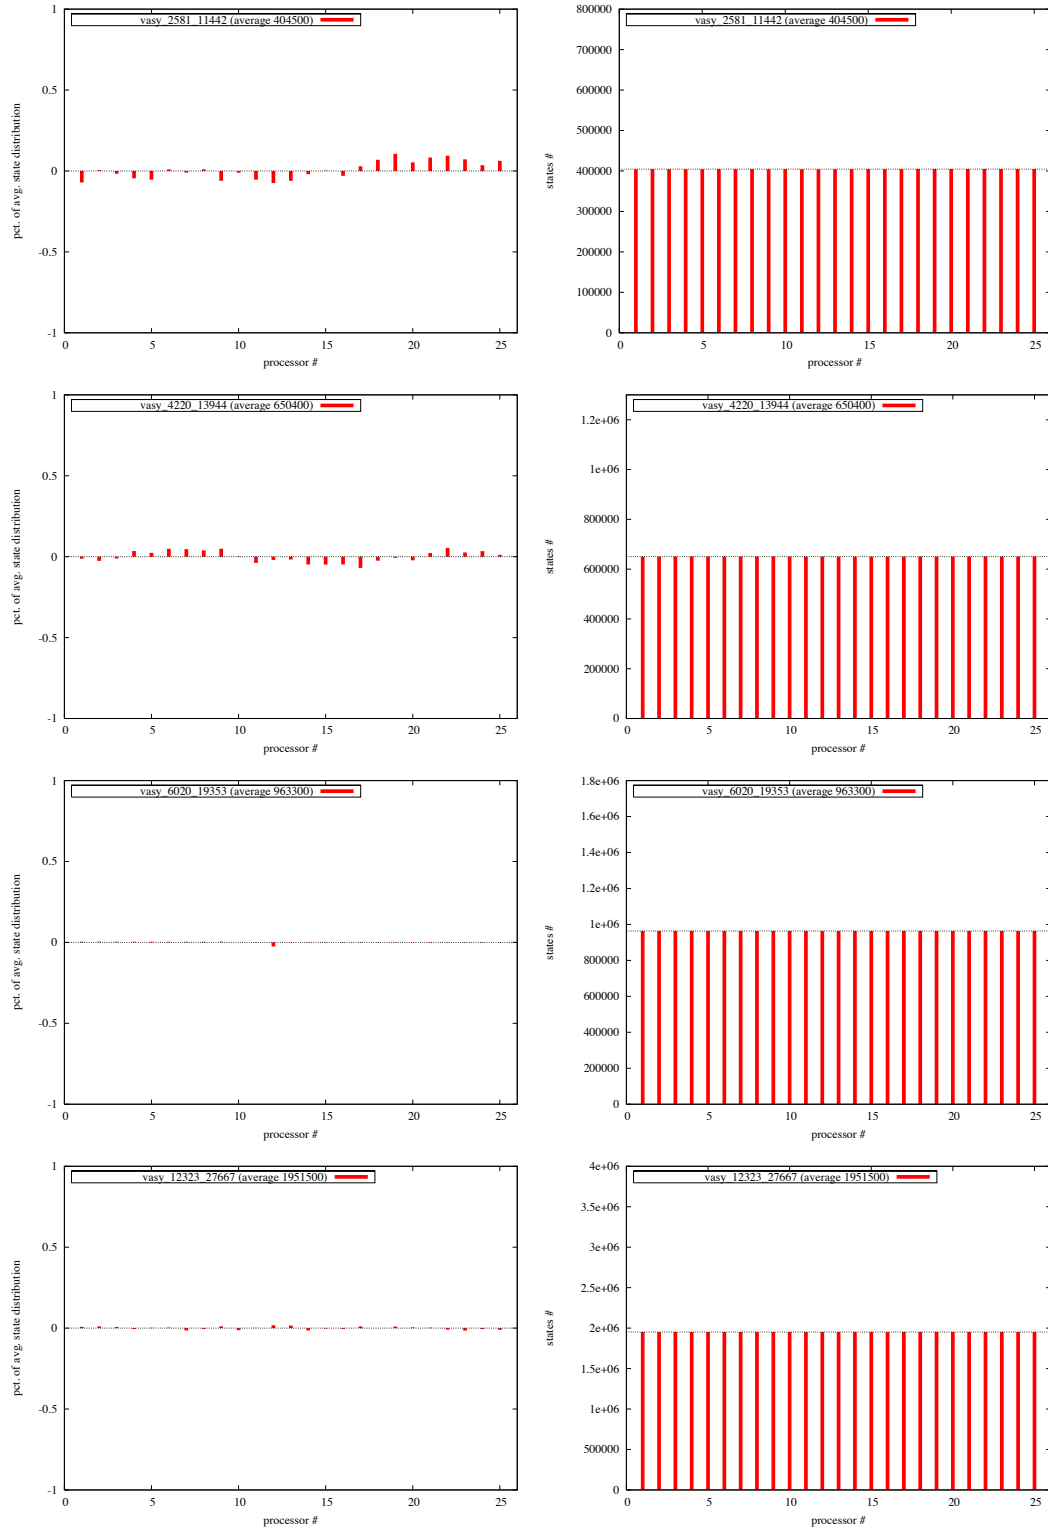 vasy_2581_11442 (average 404500)
1
0.5
0
-0.5
-1
pct. of avg. state distribution
0 5 10 15 20 25
processor #
vasy_2581_11442 (average 404500)
800000
700000
600000
500000
400000
300000
200000
100000
0
states #
0 5 10 15 20 25
processor #
vasy_4220_13944 (average 650400)
1
0.5
0
-0.5
-1
pct. of avg. state distribution
0 5 10 15 20 25
processor #
vasy_4220_13944 (average 650400)
1.2e+06
1e+06
800000
600000
400000
200000
0
states #
0 5 10 15 20 25
processor #
vasy_6020_19353 (average 963300)
1
0.5
0
-0.5
-1
pct. of avg. state distribution
0 5 10 15 20 25
processor #
vasy_6020_19353 (average 963300)
1.8e+06
1.6e+06
1.4e+06
1.2e+06
1e+06
800000
600000
400000
200000
0
states #
0 5 10 15 20 25
processor #
vasy_12323_27667 (average 1951500)
1
0.5
0
-0.5
-1
pct. of avg. state distribution
0 5 10 15 20 25
processor #
vasy_12323_27667 (average 1951500)
4e+06
3.5e+06
3e+06
2.5e+06
2e+06
1.5e+06
1e+06
500000
0
states #
0 5 10 15 20 25
processor #